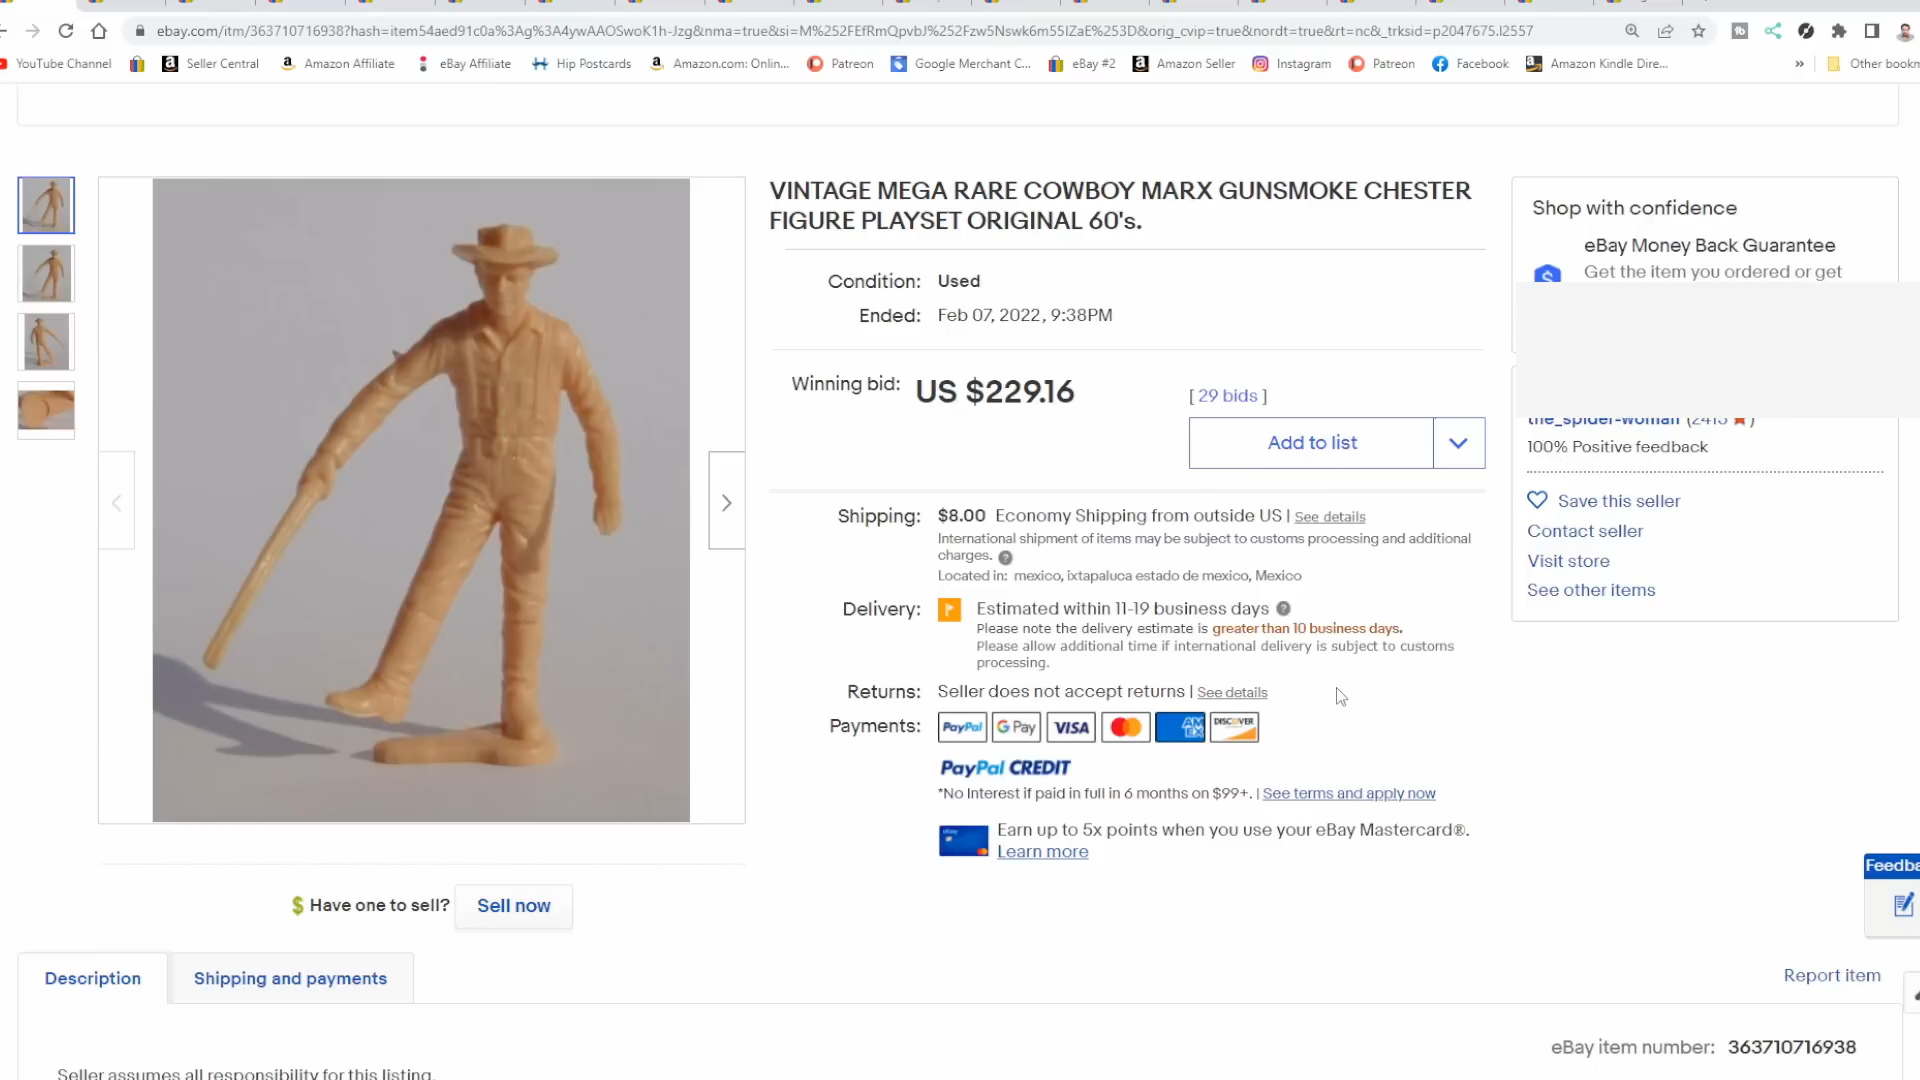 ebay.com/itm/363710716938?hash=item54aed91c0a%3Ag%3A4ywAAOSwoK1h-Jzg&nma=true&si=M%252FEfRmQpvbJ%252Fzw5Nswk6m55IZaE%253D&orig_cvip=true&nordt=true&rt=nc&_trksid=p2047675.l2557
YouTube Channel
Seller Central
Amazon Affiliate
eBay Affiliate
Hip Postcards
Amazon.com: Onlin...
Patreon
Google Merchant C...
eBay #2
Amazon Seller
Instagram
Patreon
Facebook
Amazon Kindle Dire...
»
Other bookm
VINTAGE MEGA RARE COWBOY MARX GUNSMOKE CHESTER
FIGURE PLAYSET ORIGINAL 60's.
Condition: Used
Ended: Feb 07, 2022 , 9:38PM
Winning bid: US $229.16
[ 29 bids ]
Add to list
Shipping: $8.00 Economy Shipping from outside US | See details
International shipment of items may be subject to customs processing and additional
charges.
Located in: mexico, ixtapaluca estado de mexico, Mexico
Delivery: Estimated within 11-19 business days
Please note the delivery estimate is greater than 10 business days.
Please allow additional time if international delivery is subject to customs
processing.
Returns: Seller does not accept returns | See details
Payments: PayPal G Pay VISA AMEX DISCOVER
PayPal CREDIT
*No Interest if paid in full in 6 months on $99+. | See terms and apply now
Earn up to 5x points when you use your eBay Mastercard®.
Learn more
Shop with confidence
eBay Money Back Guarantee
Get the item you ordered or get
the_spider-woman (2415 )
100% Positive feedback
Save this seller
Contact seller
Visit store
See other items
Feedba
Have one to sell? Sell now
Description
Shipping and payments
Report item
eBay item number: 363710716938
Seller assumes all responsibility for this listing.